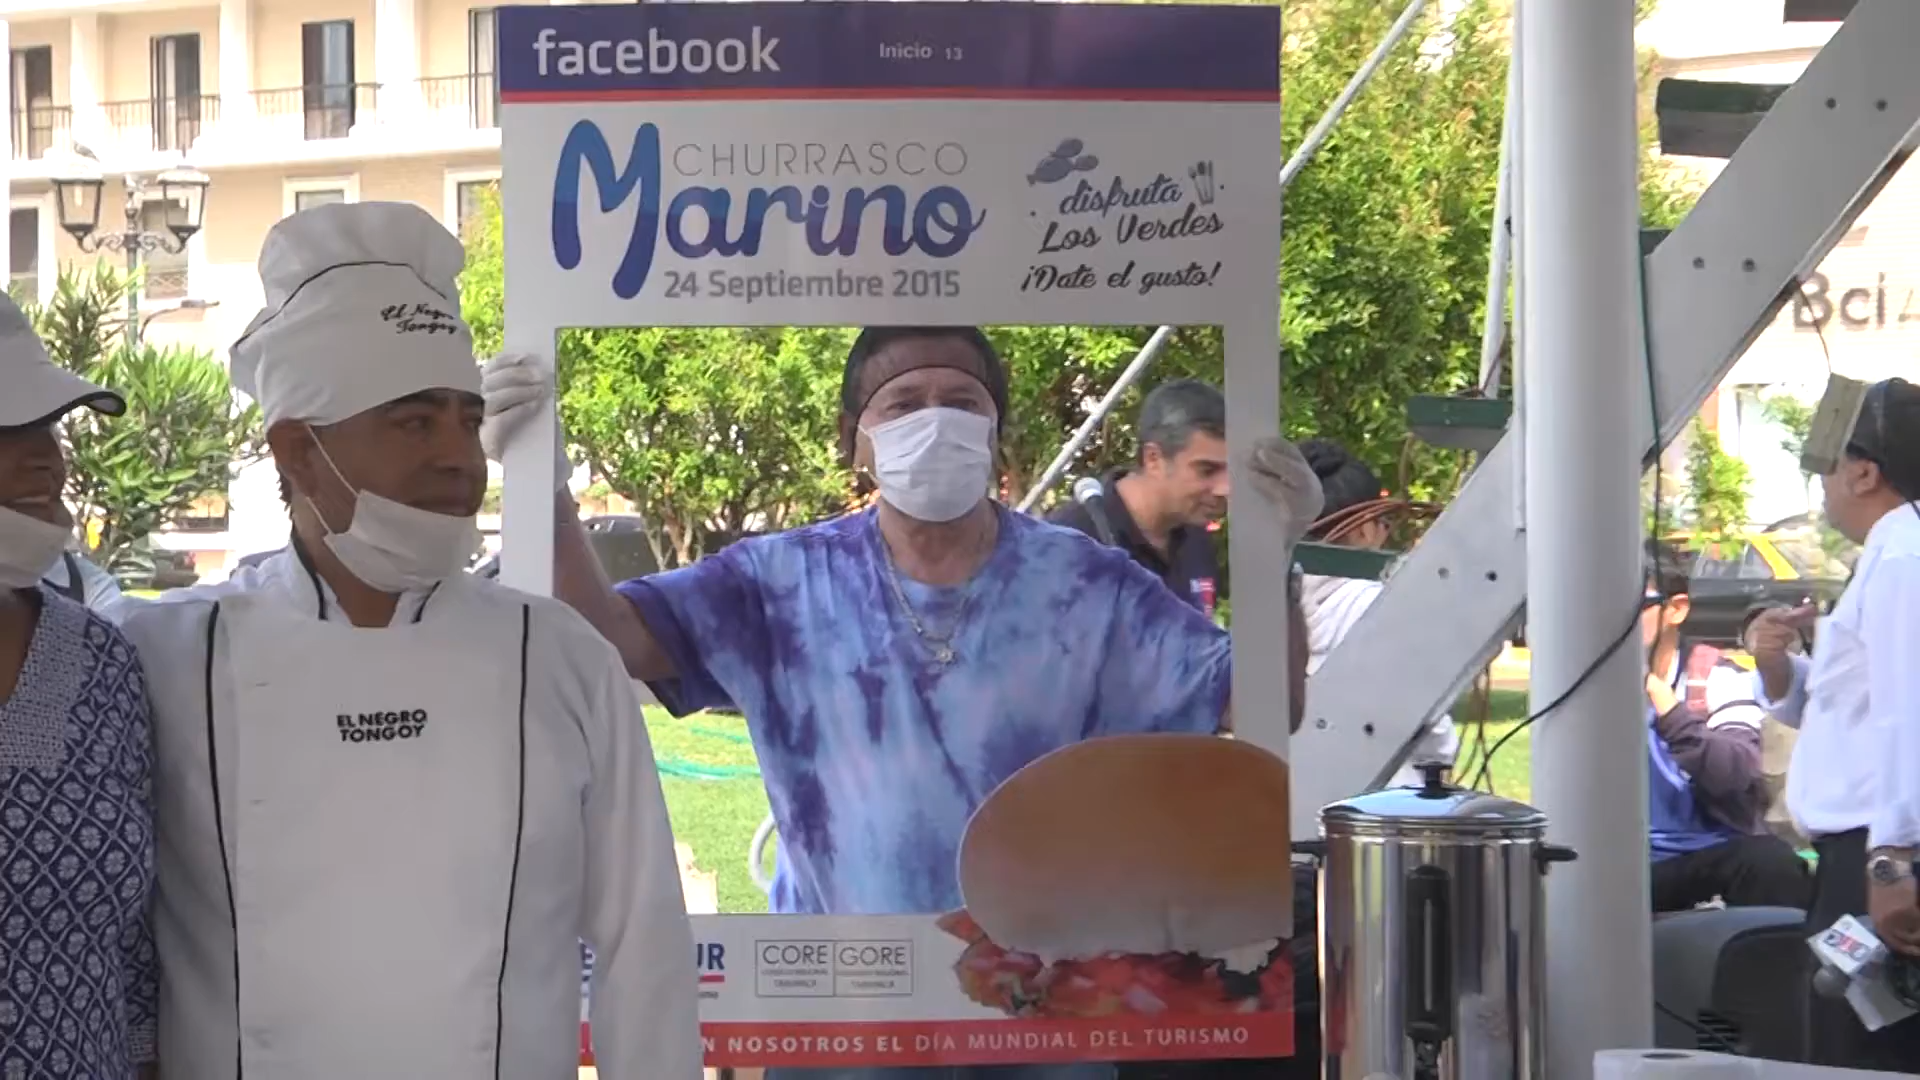 facebook
Inicio 13
CHURRASCO
Marino
24 Septiembre 2015
disfruta
Los Verdes
¡Date el gusto!
El Negro
Tongoy
EL NEGRO
TONGOY
Bci
CORE GORE
N NOSOTROS EL DÍA MUNDIAL DEL TURISMO